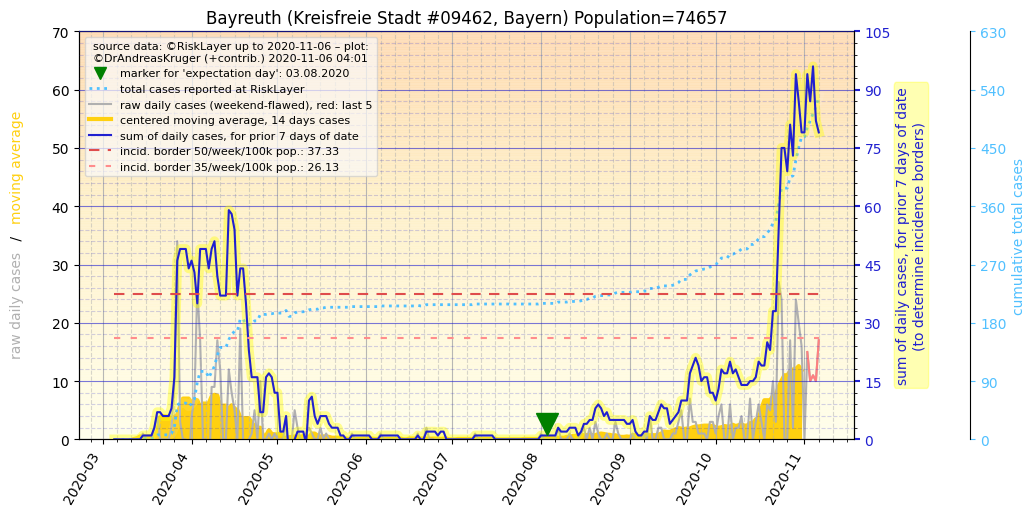 Bayreuth (Kreisfreie Stadt #09462, Bayern) Population=74657
source data: ©RiskLayer up to 2020-11-06 – plot:
©DrAndreasKruger (+contrib.) 2020-11-06 04:01
marker for 'expectation day': 03.08.2020
total cases reported at RiskLayer
raw daily cases (weekend-flawed), red: last 5
centered moving average, 14 days cases
sum of daily cases, for prior 7 days of date
incid. border 50/week/100k pop.: 37.33
incid. border 35/week/100k pop.: 26.13
raw daily cases / moving average
70
60
50
40
30
20
10
0
2020-03
2020-04
2020-05
2020-06
2020-07
2020-08
2020-09
2020-10
2020-11
105
90
75
60
45
30
15
0
sum of daily cases, for prior 7 days of date
(to determine incidence borders)
630
540
450
360
270
180
90
0
cumulative total cases